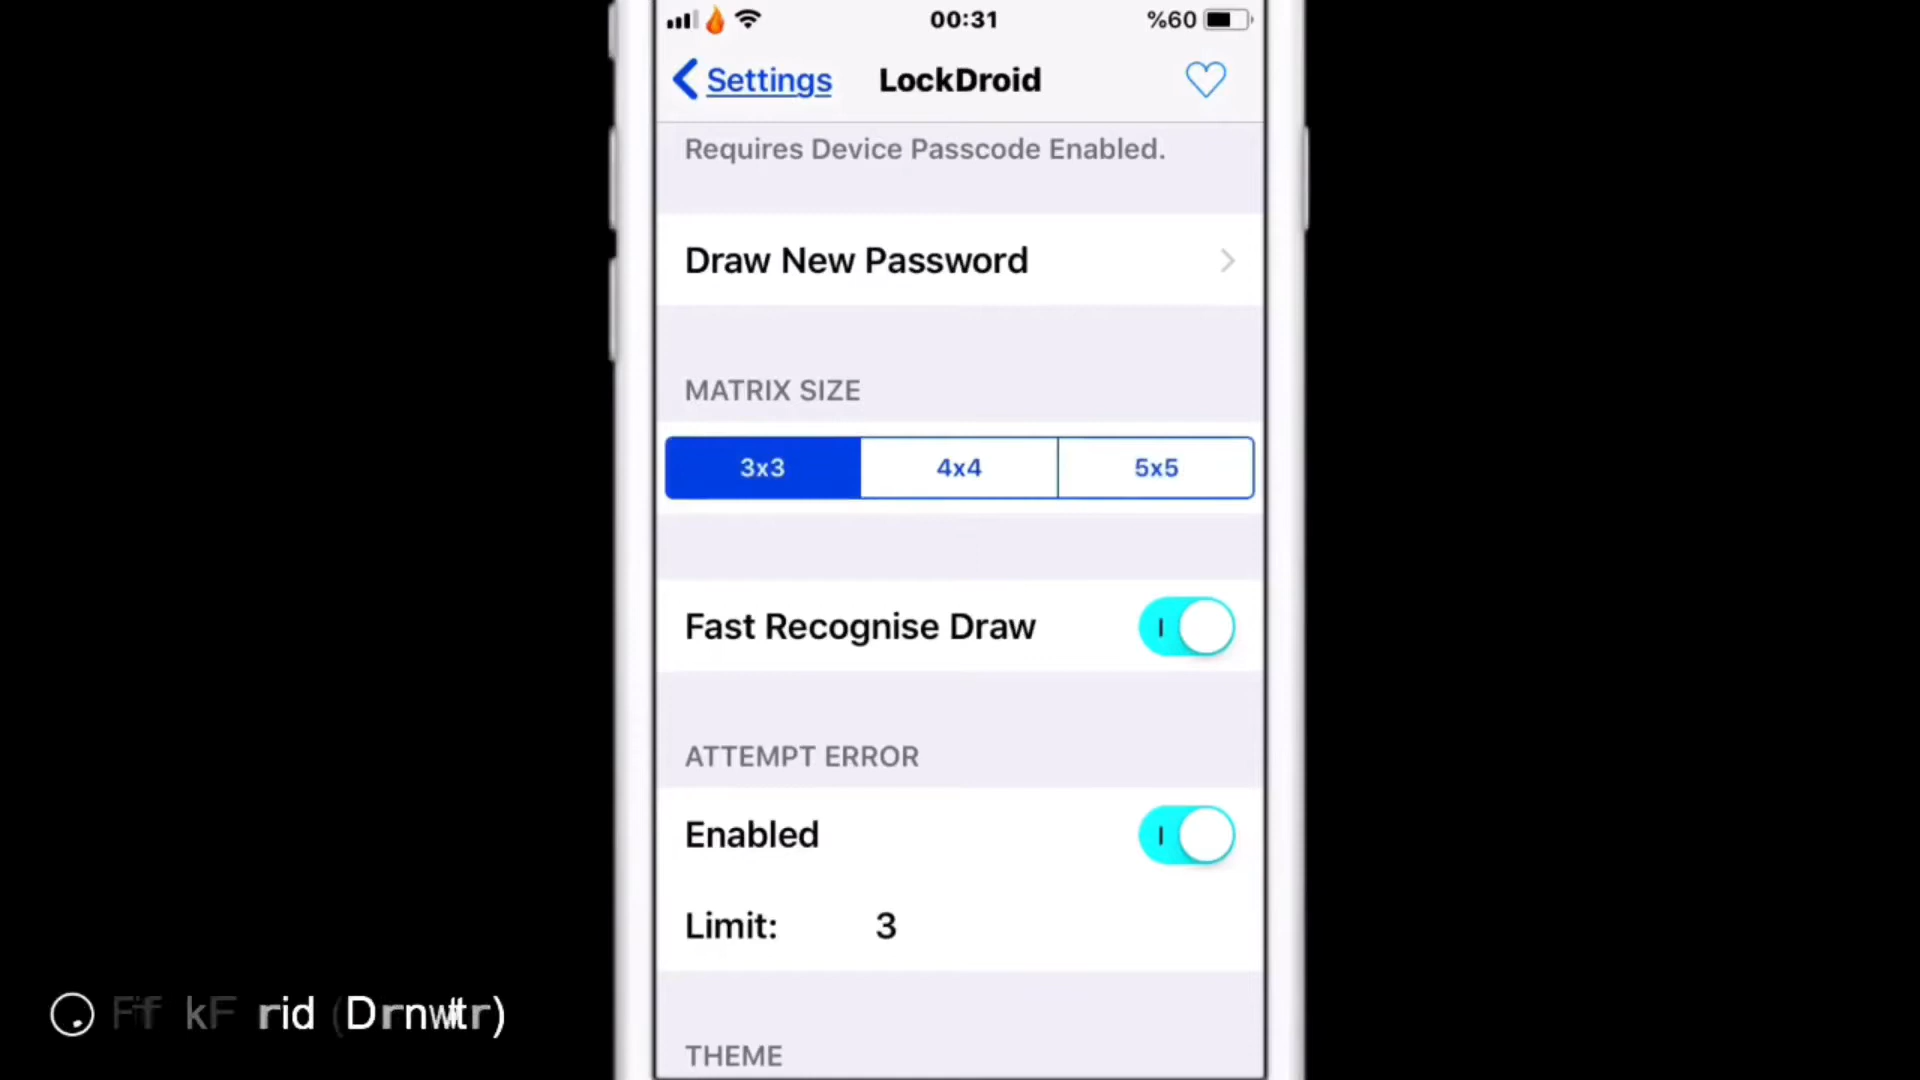 00:31
%60
Settings
LockDroid
Requires Device Passcode Enabled.
Draw New Password
MATRIX SIZE
3x3
4x4
5x5
Fast Recognise Draw
ATTEMPT ERROR
Enabled
Limit: 3
THEME